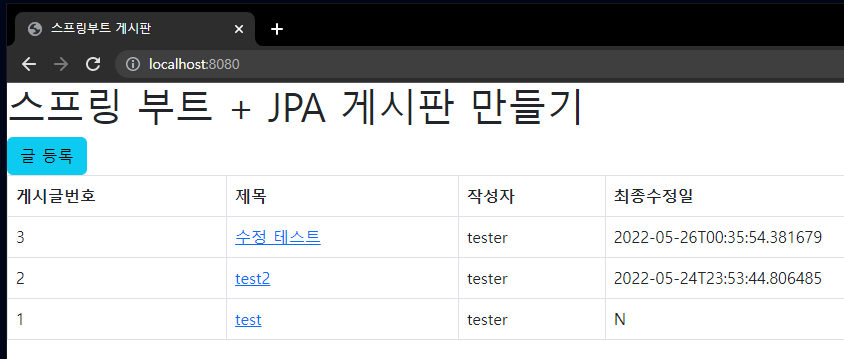 스프링부트 게시판
localhost:8080
스프링 부트 + JPA 게시판 만들기
글 등록
게시글번호 제목 작성자 최종수정일
3 수정 테스트 tester 2022-05-26T00:35:54.381679
2 test2 tester 2022-05-24T23:53:44.806485
1 test tester N